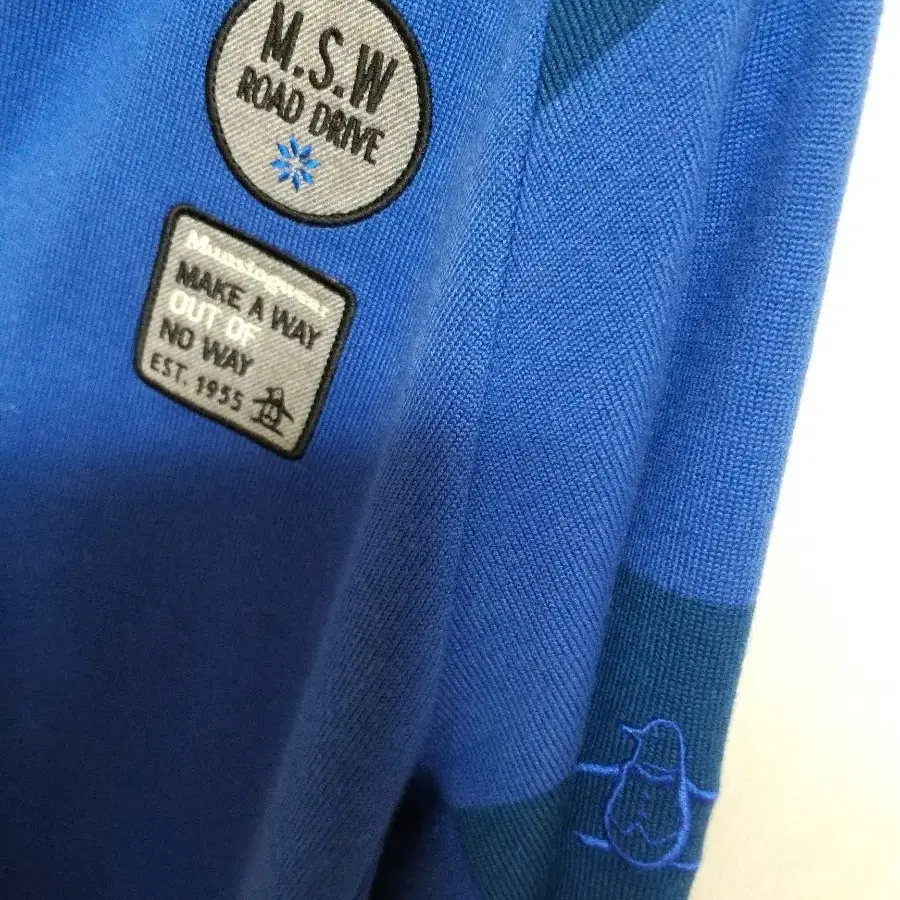 M.S.W
ROAD DRIVE
Munsingwear
MAKE A WAY
OUT OF
NO WAY
EST. 1955